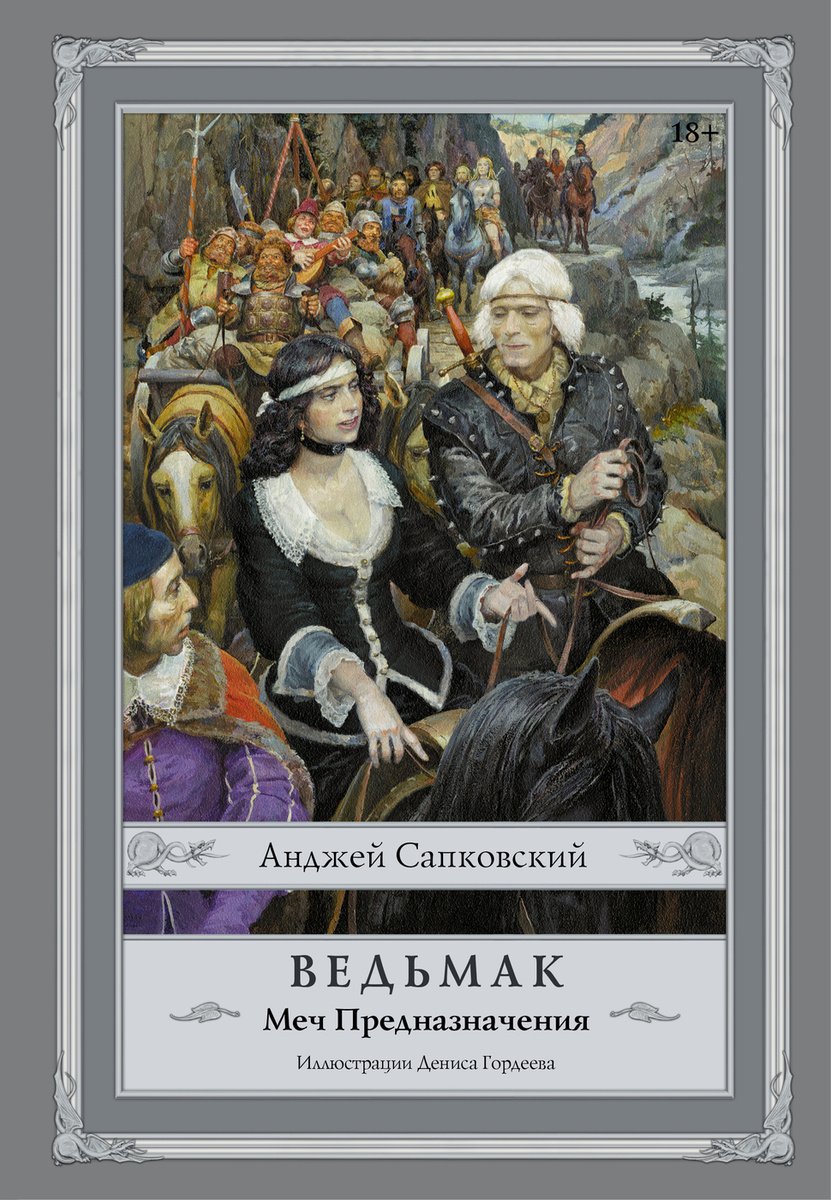 18+
Анджей Сапковский
ВЕДЬМАК
Меч Предназначения
Иллюстрации Дениса Гордеева